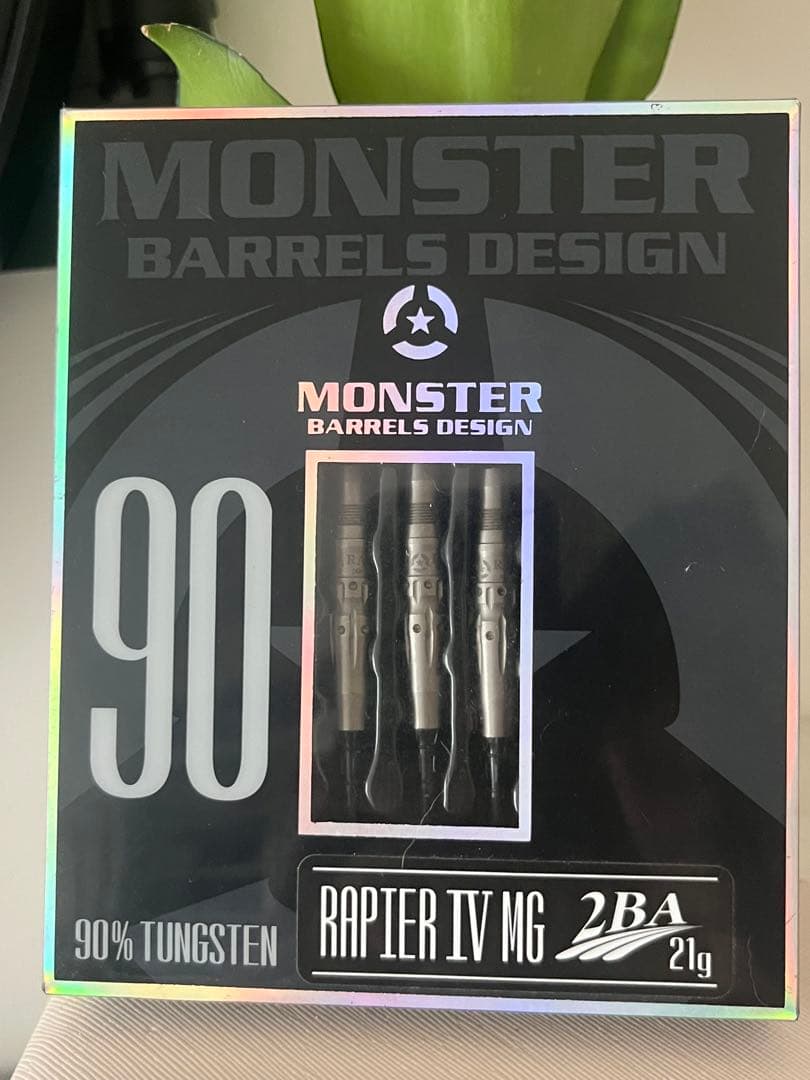 MONSTER
BARRELS DESIGN
MONSTER
BARRELS DESIGN
90
90% TUNGSTEN
RAPIER IV MG
2BA
21g